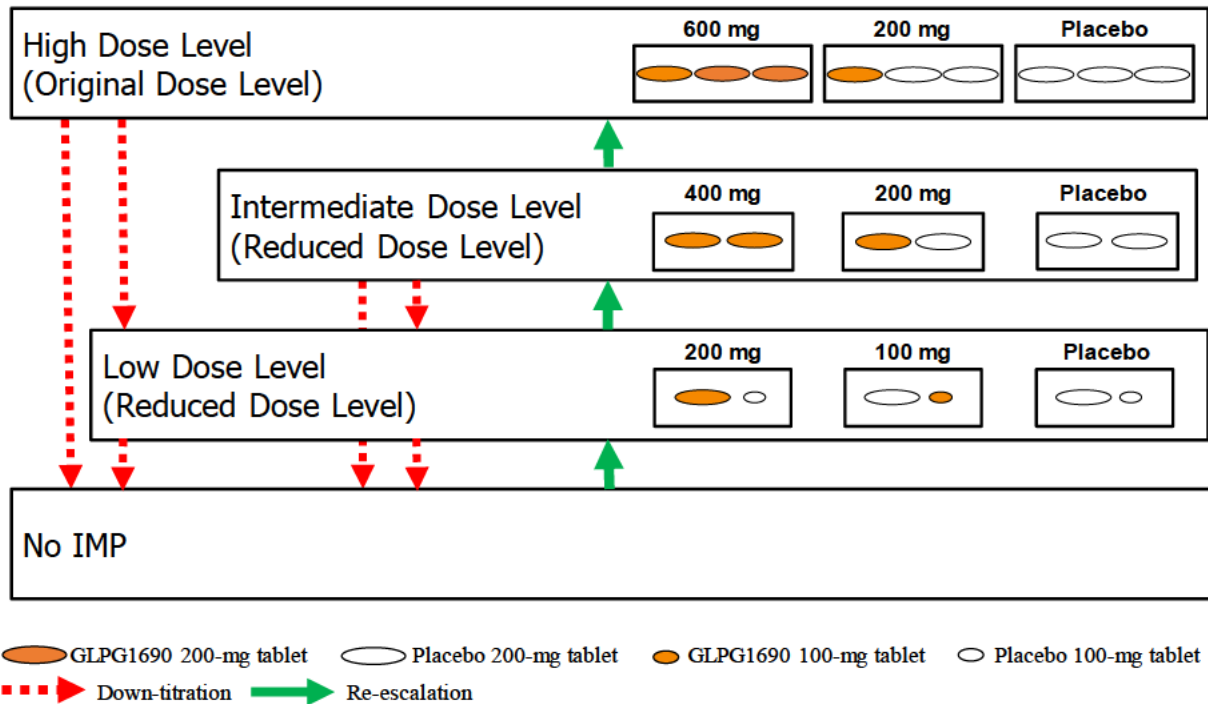 High Dose Level
(Original Dose Level)
600 mg
200 mg
Placebo
Intermediate Dose Level
(Reduced Dose Level)
400 mg
200 mg
Placebo
Low Dose Level
(Reduced Dose Level)
200 mg
100 mg
Placebo
No IMP
GLPG1690 200-mg tablet
Placebo 200-mg tablet
GLPG1690 100-mg tablet
Placebo 100-mg tablet
Down-titration
Re-escalation